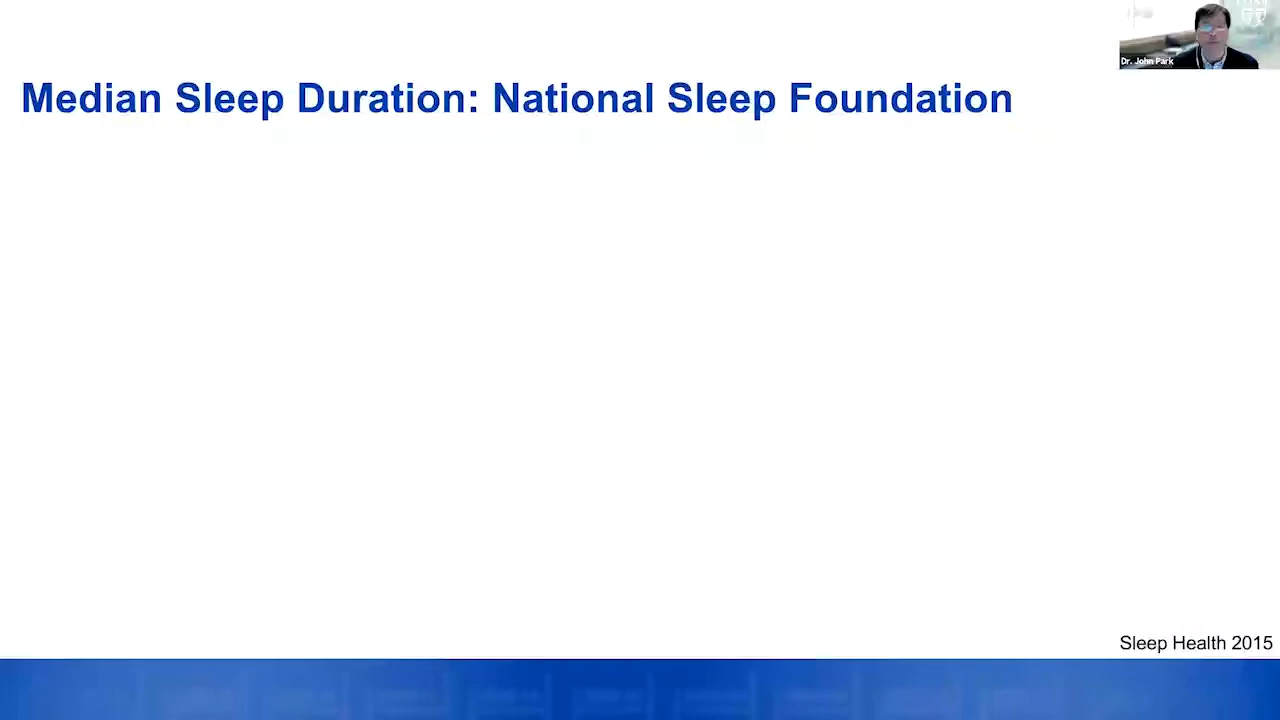 Dr. John Park
Median Sleep Duration: National Sleep Foundation
Sleep Health 2015